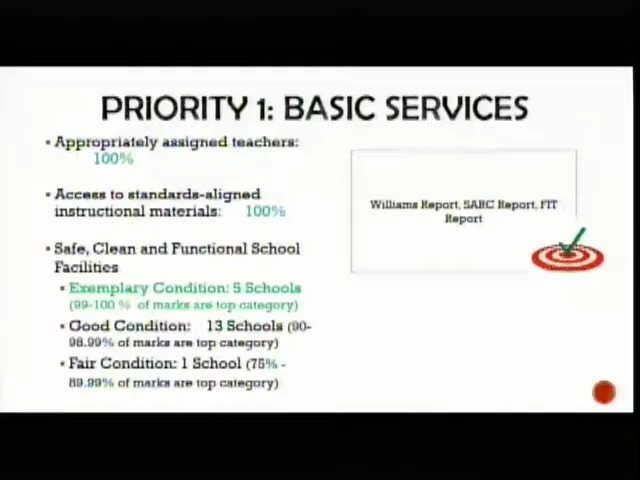 PRIORITY 1: BASIC SERVICES
▪ Appropriately assigned teachers:
100%
▪ Access to standards-aligned
instructional materials: 100%
▪ Safe, Clean and Functional School
Facilities
▪ Exemplary Condition: 5 Schools
(99-100 % of marks are top category)
▪ Good Condition: 13 Schools (90-
98.99% of marks are top category)
▪ Fair Condition: 1 School (75% -
89.99% of marks are top category)
Williams Report, SARC Report, FIT
Report